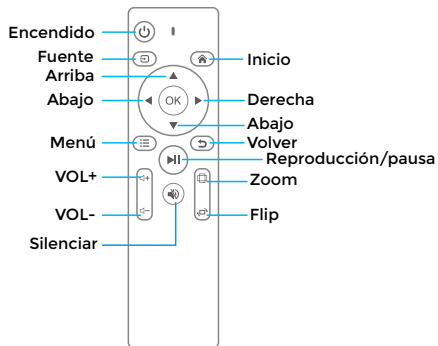 Encendido
Fuente
Inicio
Arriba
Abajo
OK
Derecha
Abajo
Menú
Volver
Reproducción/pausa
VOL+
Zoom
VOL-
Flip
Silenciar